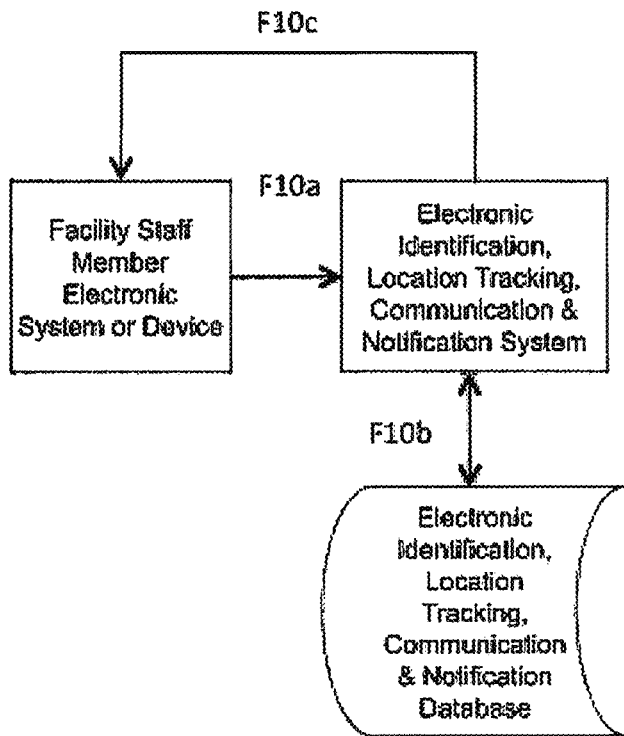 F10c
F10a
Facility Staff
Member
Electronic
System or Device
Electronic
Identification,
Location Tracking,
Communication &
Notification System
F10b
Electronic
Identification,
Location
Tracking,
Communication
& Notification
Database